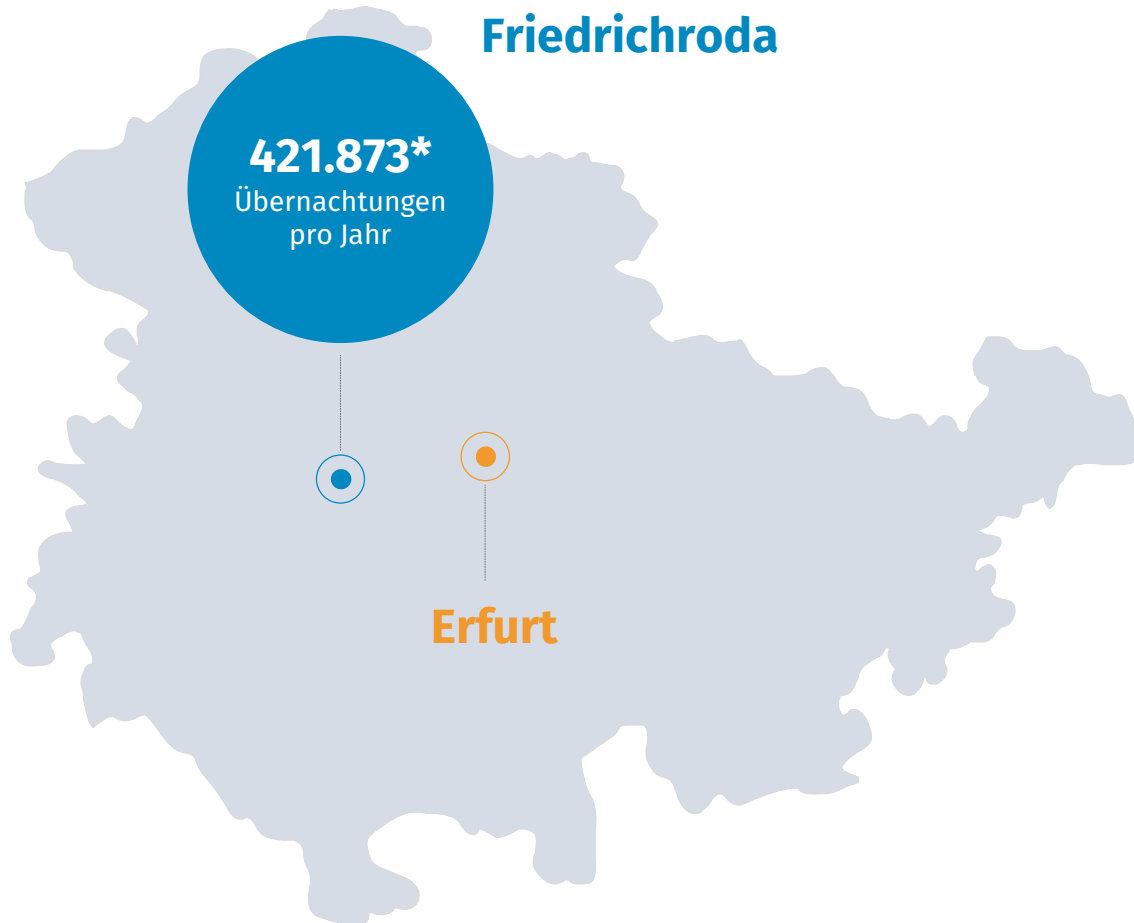 Friedrichroda
421.873*
Übernachtungen
pro Jahr
Erfurt